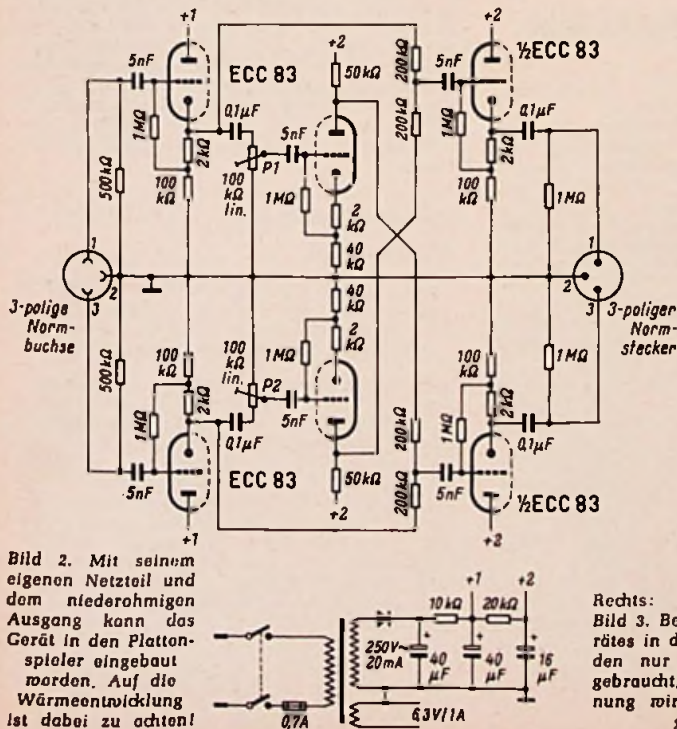 +1
+2
+2
5nF
ECC 83
50kΩ
200kΩ
5nF
½ECC 83
0,1µF
5nF
200kΩ
0,1µF
1MΩ
2kΩ
P1
1MΩ
2kΩ
500kΩ
100
kΩ
100
kΩ
lin.
1MΩ
2
kΩ
100
kΩ
1MΩ
40
kΩ
1
2
3
1
2
3
3-polige
Norm-
buchse
40
kΩ
3-poliger
Norm-
stecker
500kΩ
100
kΩ
100
kΩ
lin.
1MΩ
2
kΩ
100
kΩ
1MΩ
1MΩ
2kΩ
P2
200kΩ
1MΩ
2kΩ
0,1µF
5nF
0,1µF
5nF
ECC 83
50kΩ
200kΩ
5nF
½ECC 83
+1
+2
+2
Bild 2. Mit seinem
eigenen Netzteil und
dem niederohmigen
Ausgang kann das
Gerät in den Platten-
spieler eingebaut
werden. Auf die
Wärmeentwicklung
ist dabei zu achten!
+1
+2
10kΩ
20kΩ
250V~
20mA
40
µF
40
µF
16
µF
0,7A
6,3V/1A
Rechts:
Bild 3. Be
rätes in d
den nur
gebraucht,
nung wir